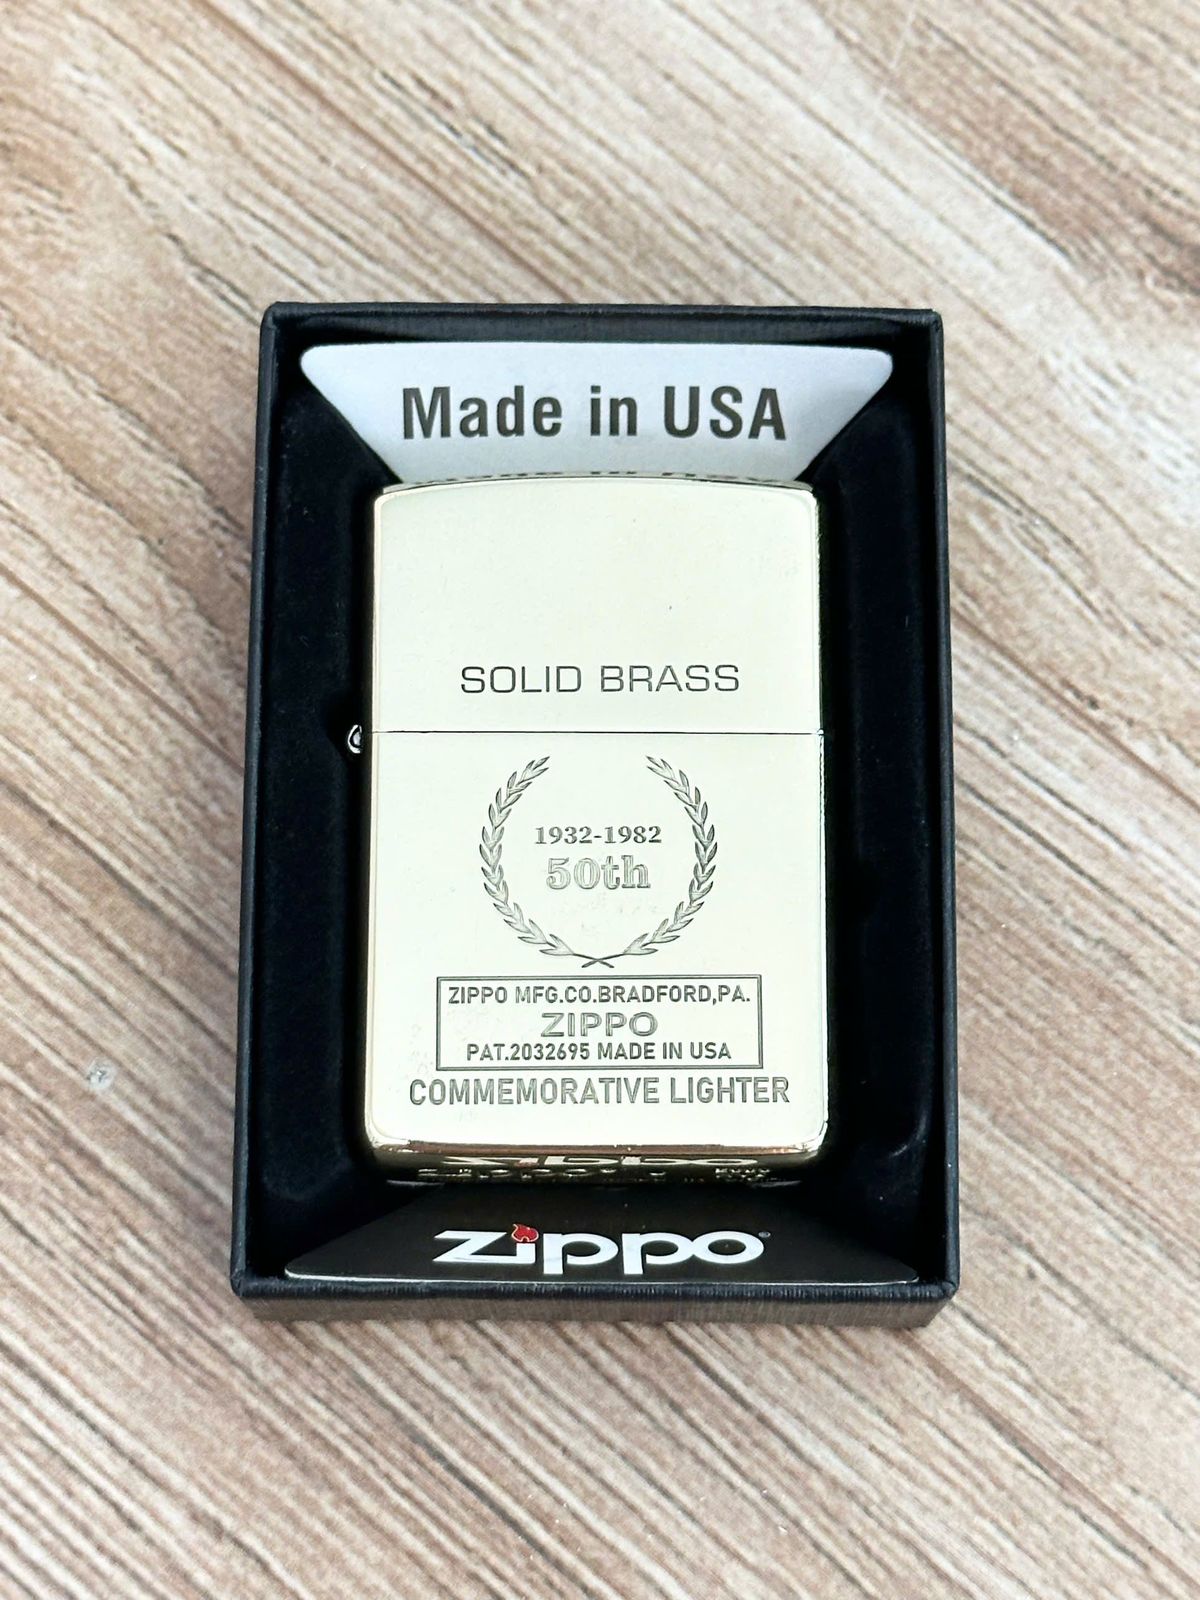 Made in USA
SOLID BRASS
1932-1982
50th
ZIPPO MFG.CO.BRADFORD,PA.
ZIPPO
PAT.2032695 MADE IN USA
COMMEMORATIVE LIGHTER
zippo®